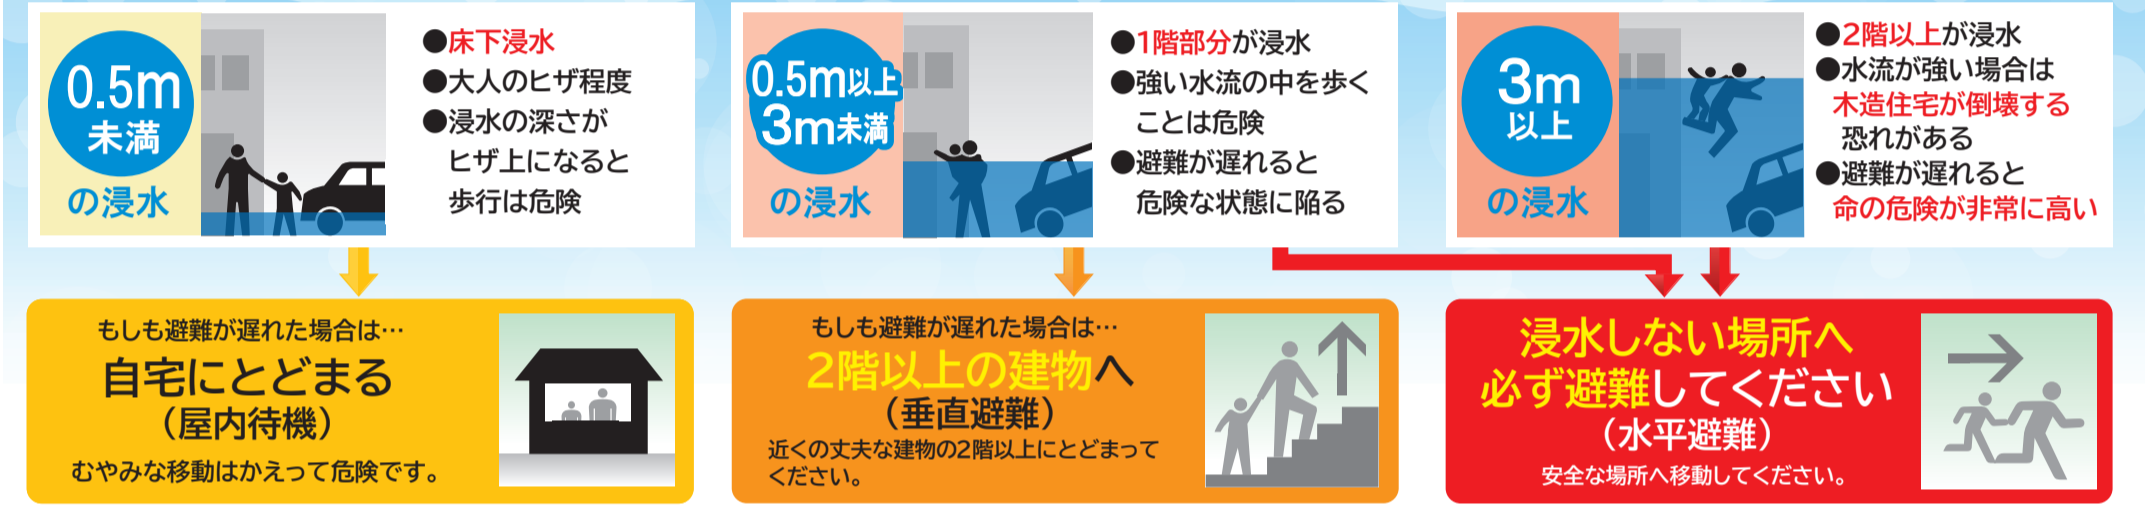 0.5m
未満
の浸水
●床下浸水
●大人のヒザ程度
●浸水の深さが
ヒザ上になると
歩行は危険
0.5m以上
3m未満
の浸水
●1階部分が浸水
●強い水流の中を歩く
ことは危険
●避難が遅れると
危険な状態に陥る
3m
以上
の浸水
●2階以上が浸水
●水流が強い場合は
木造住宅が倒壊する
恐れがある
●避難が遅れると
命の危険が非常に高い
もしも避難が遅れた場合は…
自宅にとどまる
(屋内待機)
むやみな移動はかえって危険です。
もしも避難が遅れた場合は…
2階以上の建物へ
(垂直避難)
近くの丈夫な建物の2階以上にとどまって
ください。
浸水しない場所へ
必ず避難してください
(水平避難)
安全な場所へ移動してください。